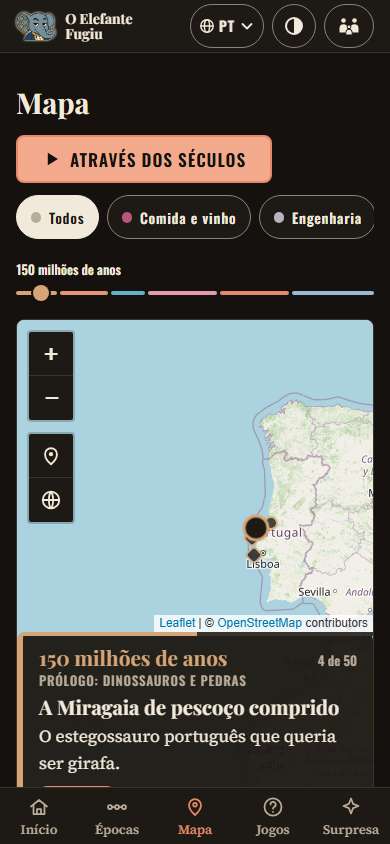 O Elefante
Fugiu
PT
Mapa
ATRAVÉS DOS SÉCULOS
Todos
Comida e vinho
Engenharia
150 milhões de anos
+
−
rtugal
Lisboa
Sevilla
Leaflet | © OpenStreetMap contributors
150 milhões de anos
4 de 50
PRÓLOGO: DINOSSAUROS E PEDRAS
A Miragaia de pescoço comprido
O estegossauro português que queria
ser girafa.
Início
Épocas
Mapa
Jogos
Surpresa